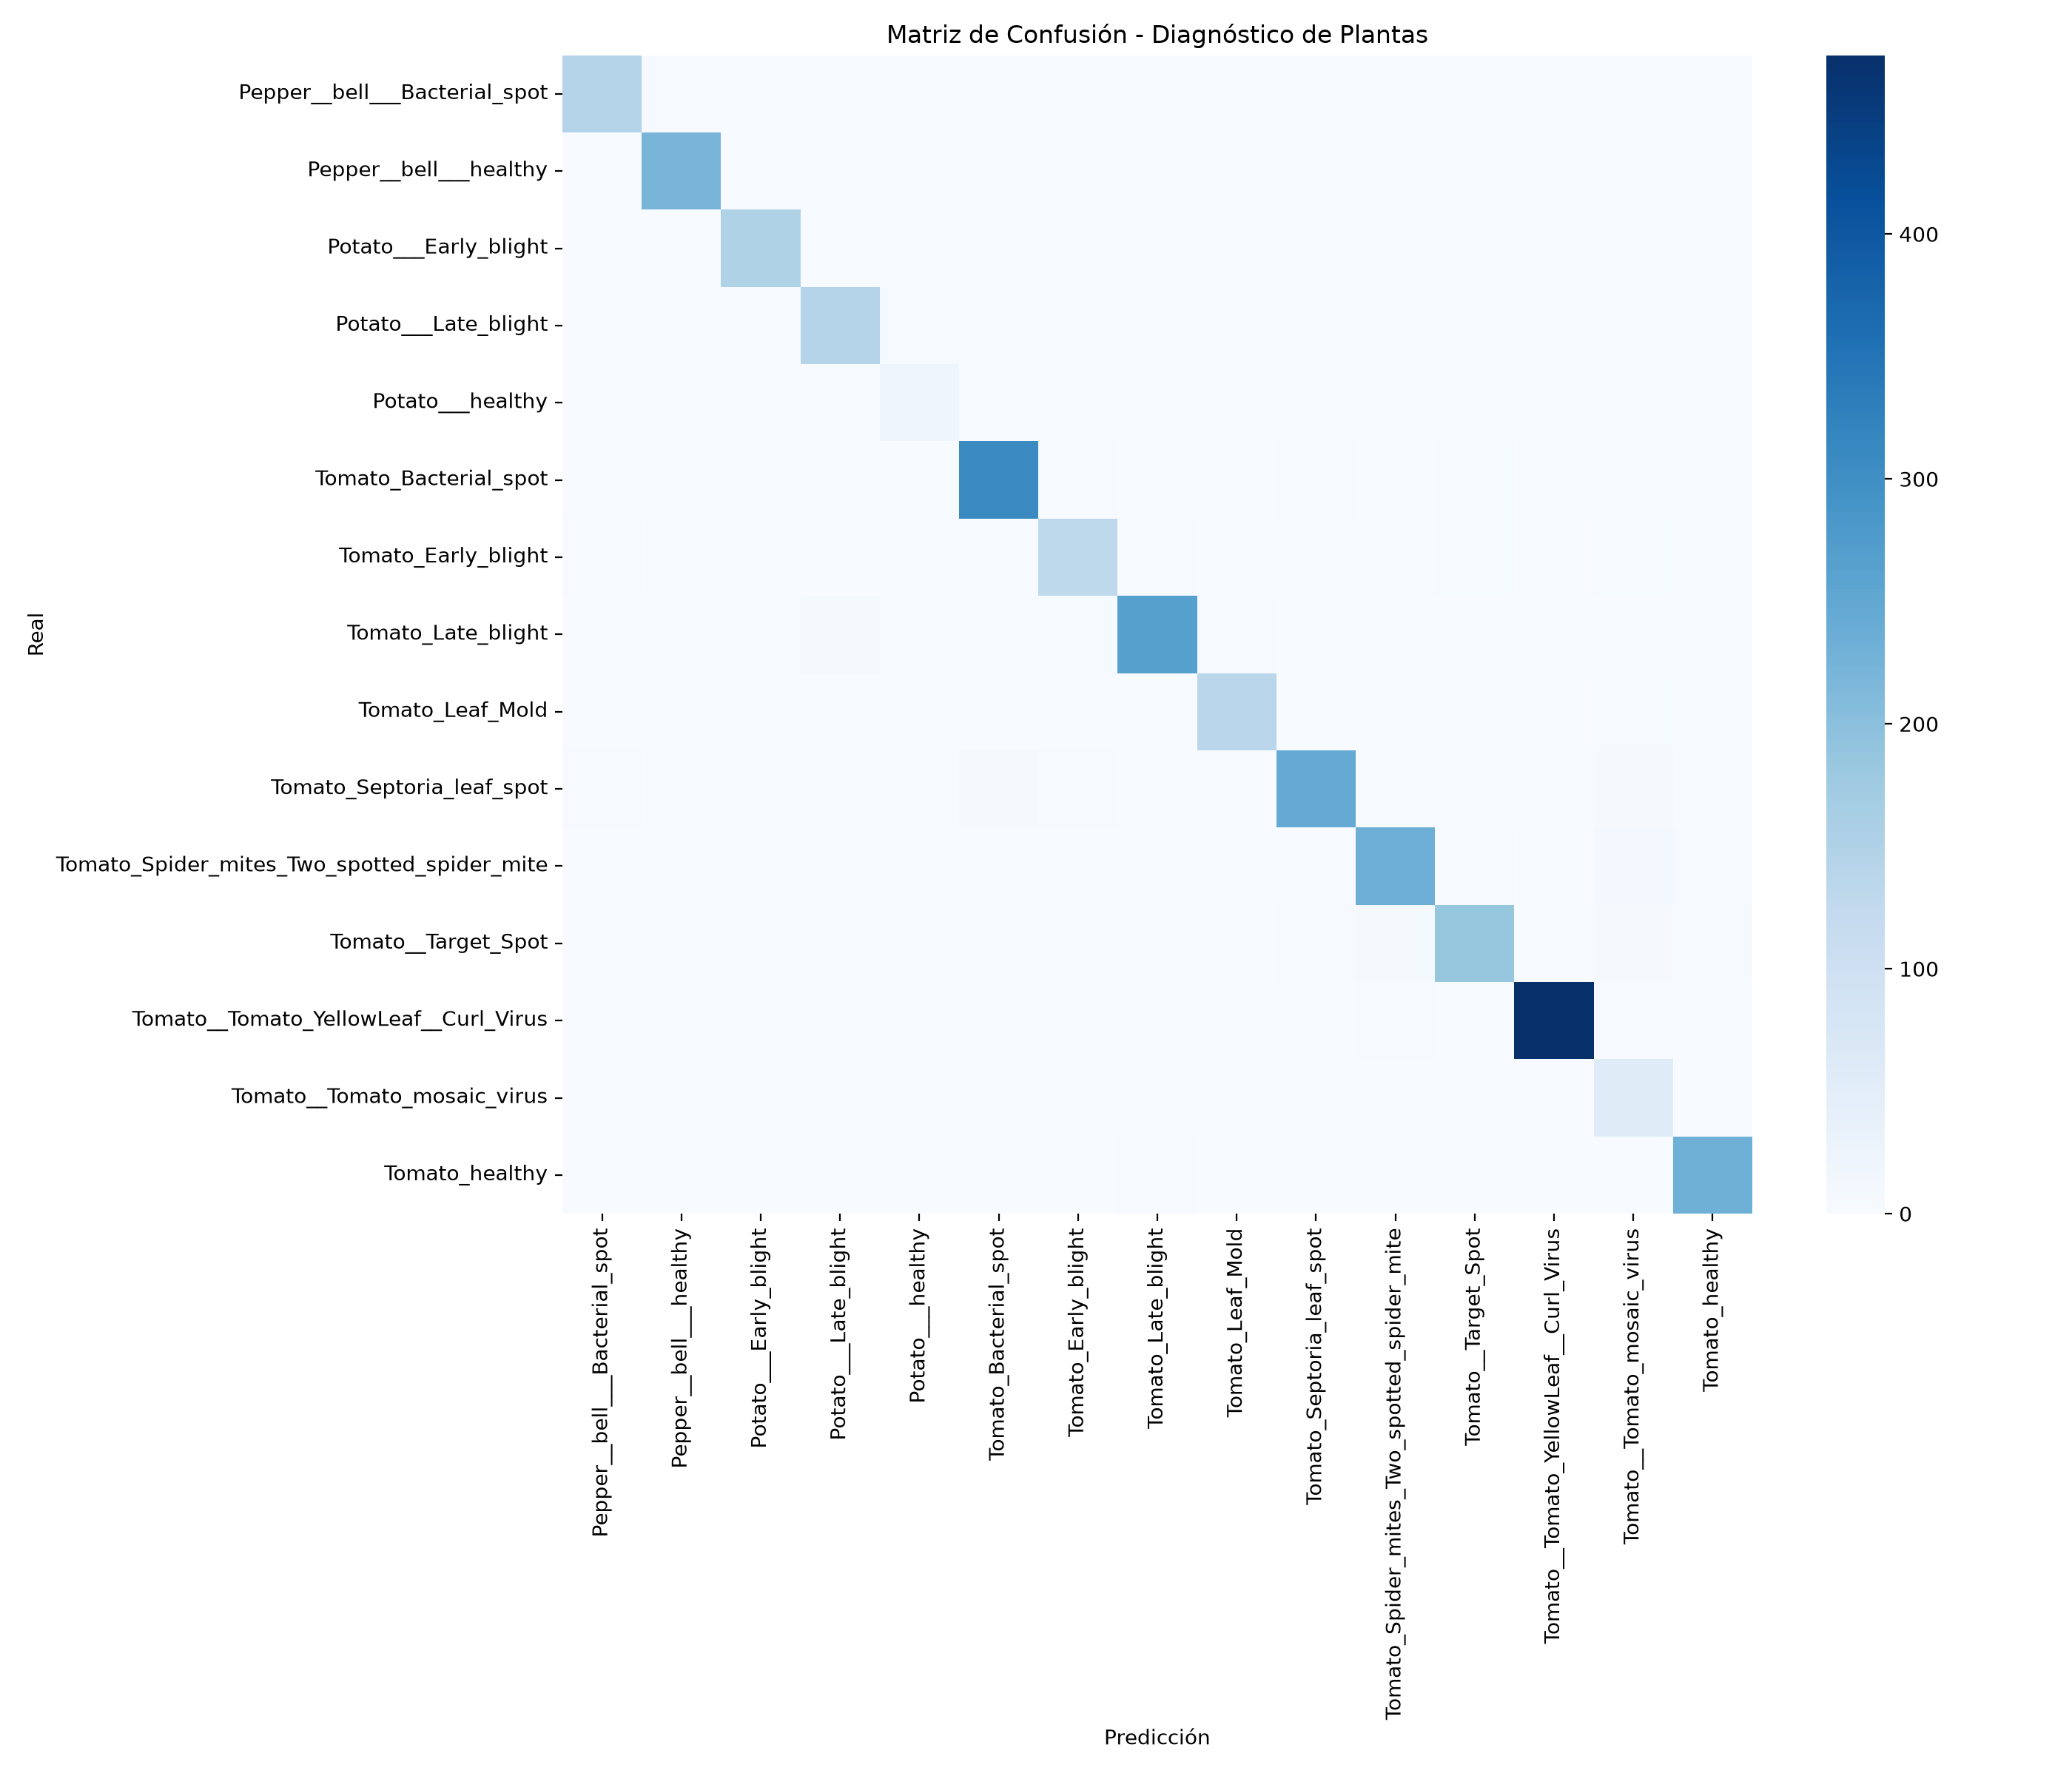 Matriz de Confusión - Diagnóstico de Plantas
Real
Pepper__bell___Bacterial_spot
Pepper__bell___healthy
Potato___Early_blight
Potato___Late_blight
Potato___healthy
Tomato_Bacterial_spot
Tomato_Early_blight
Tomato_Late_blight
Tomato_Leaf_Mold
Tomato_Septoria_leaf_spot
Tomato_Spider_mites_Two_spotted_spider_mite
Tomato__Target_Spot
Tomato__Tomato_YellowLeaf__Curl_Virus
Tomato__Tomato_mosaic_virus
Tomato_healthy
400
300
200
100
0
Pepper__bell___Bacterial_spot
Pepper__bell___healthy
Potato___Early_blight
Potato___Late_blight
Potato___healthy
Tomato_Bacterial_spot
Tomato_Early_blight
Tomato_Late_blight
Tomato_Leaf_Mold
Tomato_Septoria_leaf_spot
Tomato_Spider_mites_Two_spotted_spider_mite
Tomato__Target_Spot
Tomato__Tomato_YellowLeaf__Curl_Virus
Tomato__Tomato_mosaic_virus
Tomato_healthy
Predicción